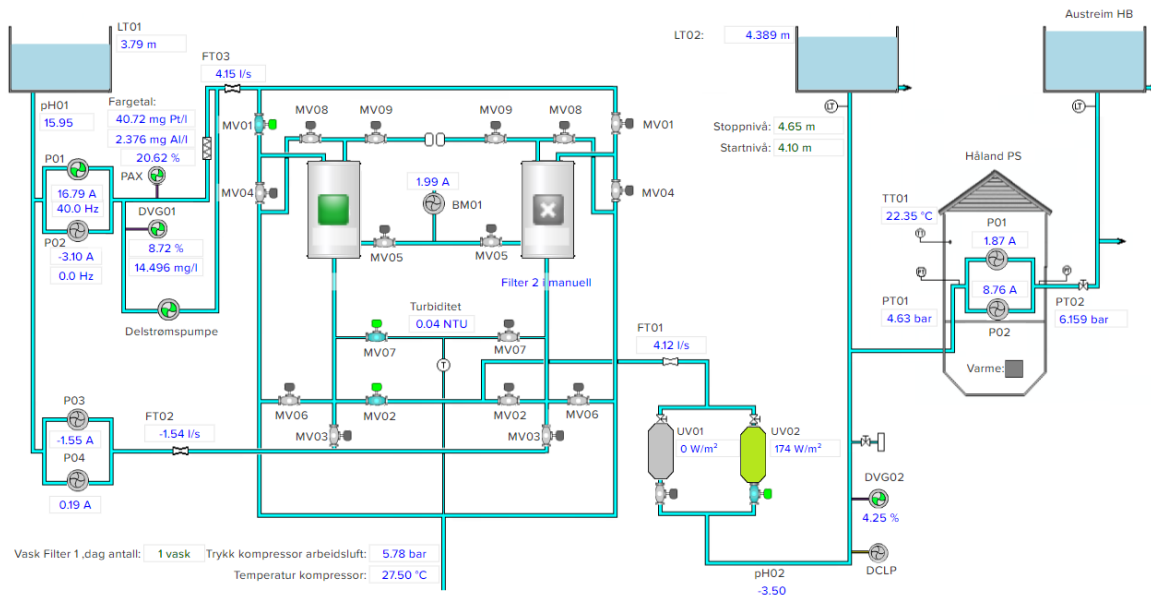 Austreim HB
LT01
3.79 m
LT02:
4.389 m
FT03
4.15 l/s
pH01
15.95
Fargetal:
40.72 mg Pt/l
2.376 mg Al/l
20.62 %
PAX
MV08
MV09
MV09
MV08
MV01
MV01
Stoppnivå:
4.65 m
Startnivå:
4.10 m
LT
LT
Håland PS
P01
16.79 A
40.0 Hz
P02
-3.10 A
0.0 Hz
DVG01
8.72 %
14.496 mg/l
Delstrømspumpe
MV04
MV04
1.99 A
BM01
MV05
MV05
TT01
22.35 °C
TT
PT
PT
P01
1.87 A
8.76 A
P02
PT01
4.63 bar
PT02
6.159 bar
Varme:
Filter 2 i manuell
Turbiditet
0.04 NTU
MV07
MV07
T
FT01
4.12 l/s
MV06
MV02
MV02
MV06
MV03
MV03
P03
-1.55 A
P04
0.19 A
FT02
-1.54 l/s
UV01
0 W/m²
UV02
174 W/m²
DVG02
4.25 %
DCLP
pH02
-3.50
Vask Filter 1 ,dag antall:
1 vask
Trykk kompressor arbeidsluft:
5.78 bar
Temperatur kompressor:
27.50 °C